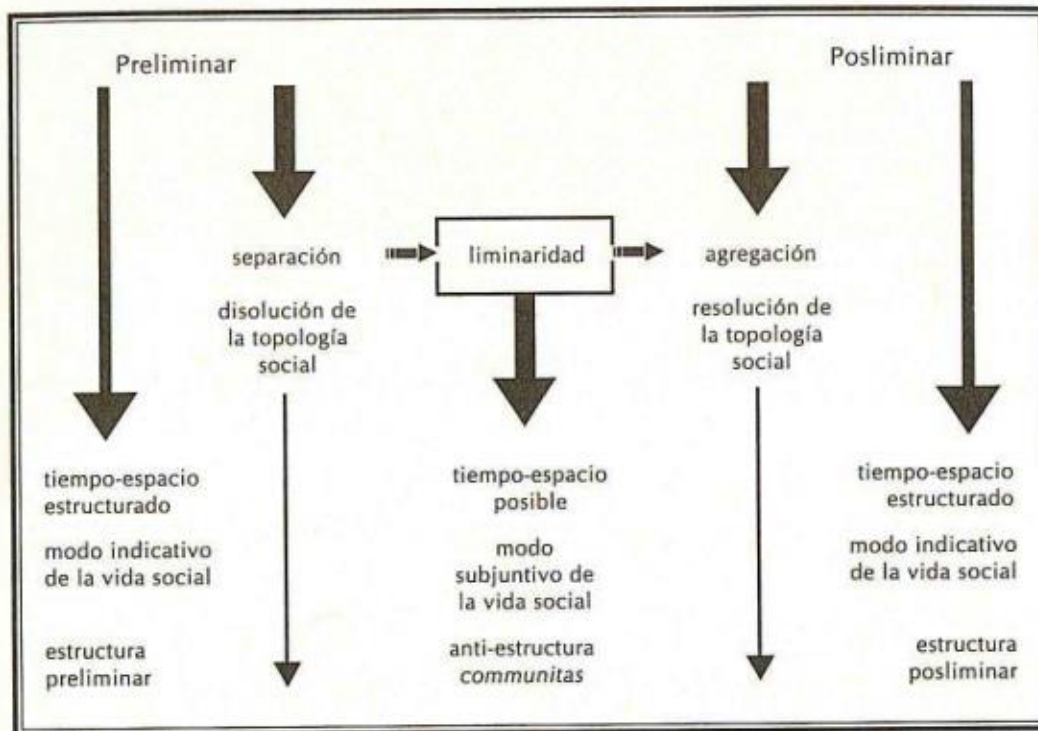 Preliminar
Posliminar
separación
liminaridad
agregación
disolución de
la topología
social
resolución de
la topología
social
tiempo-espacio
estructurado
modo indicativo
de la vida social
estructura
preliminar
tiempo-espacio
posible
modo
subjuntivo de
la vida social
anti-estructura
communitas
tiempo-espacio
estructurado
modo indicativo
de la vida social
estructura
posliminar